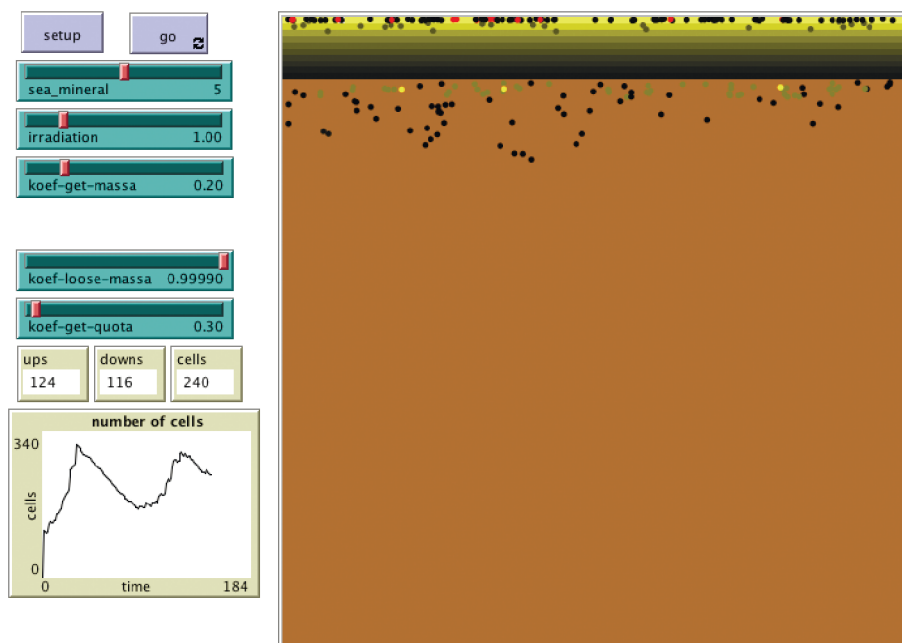 setup
go
sea_mineral 5
irradiation 1.00
koef-get-massa 0.20
koef-loose-massa 0.99990
koef-get-quota 0.30
ups downs cells
124 116 240
number of cells
340
cells
0
0 time 184